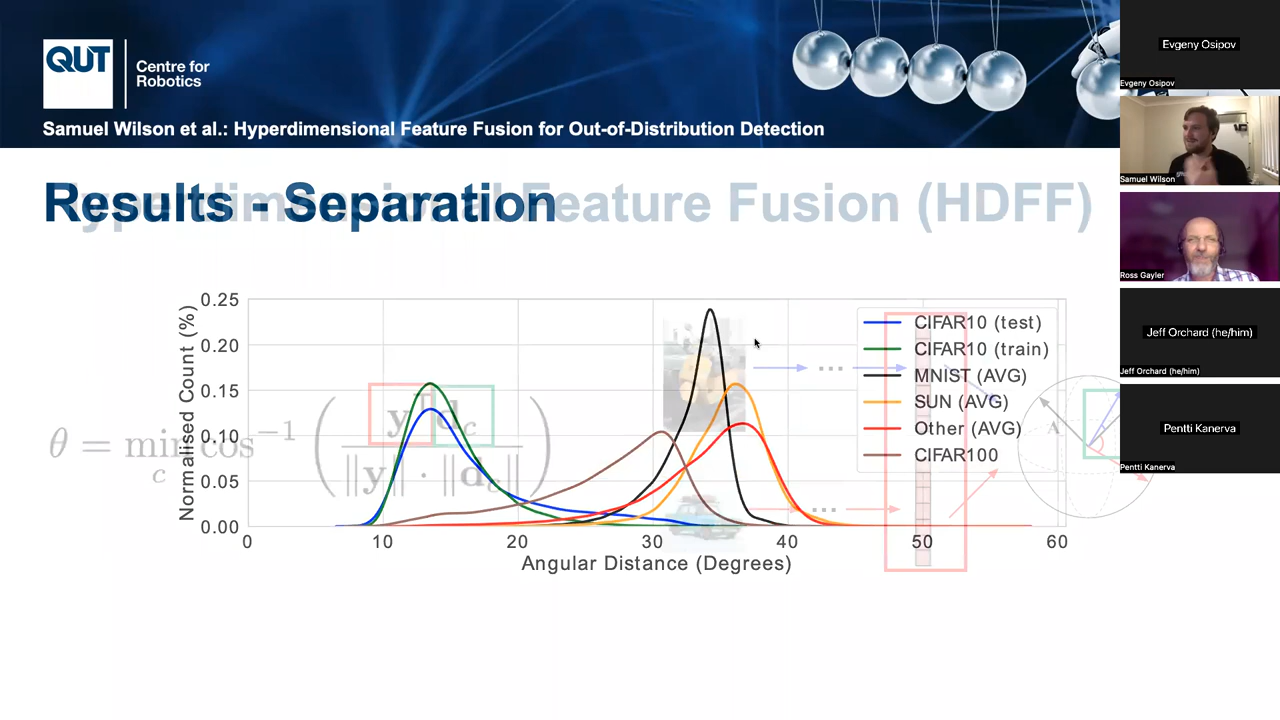 QUT
Centre for
Robotics
Samuel Wilson et al.: Hyperdimensional Feature Fusion for Out-of-Distribution Detection
Results - Separation
Feature Fusion (HDFF)
0.25
0.20
0.15
0.10
0.05
0.00
Normalised Count (%)
0 10 20 30 40 50 60
Angular Distance (Degrees)
CIFAR10 (test)
CIFAR10 (train)
MNIST (AVG)
SUN (AVG)
Other (AVG)
CIFAR100
A
θ = min cos⁻¹
c
Evgeny Osipov
Evgeny Osipov
Samuel Wilson
Ross Gayler
Jeff Orchard (he/him)
Jeff Orchard (he/him)
Pentti Kanerva
Pentti Kanerva